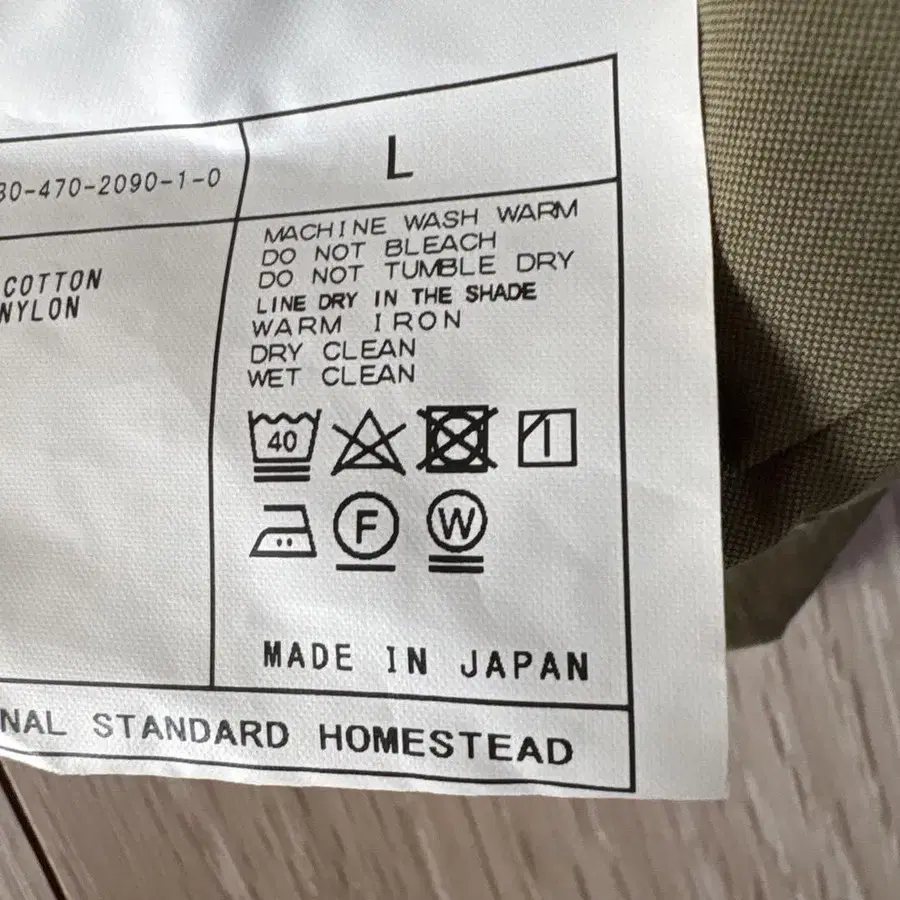 30-470-2090-1-0
L
COTTON
NYLON
MACHINE WASH WARM
DO NOT BLEACH
DO NOT TUMBLE DRY
LINE DRY IN THE SHADE
WARM IRON
DRY CLEAN
WET CLEAN
40
F
W
MADE IN JAPAN
NAL STANDARD HOMESTEAD